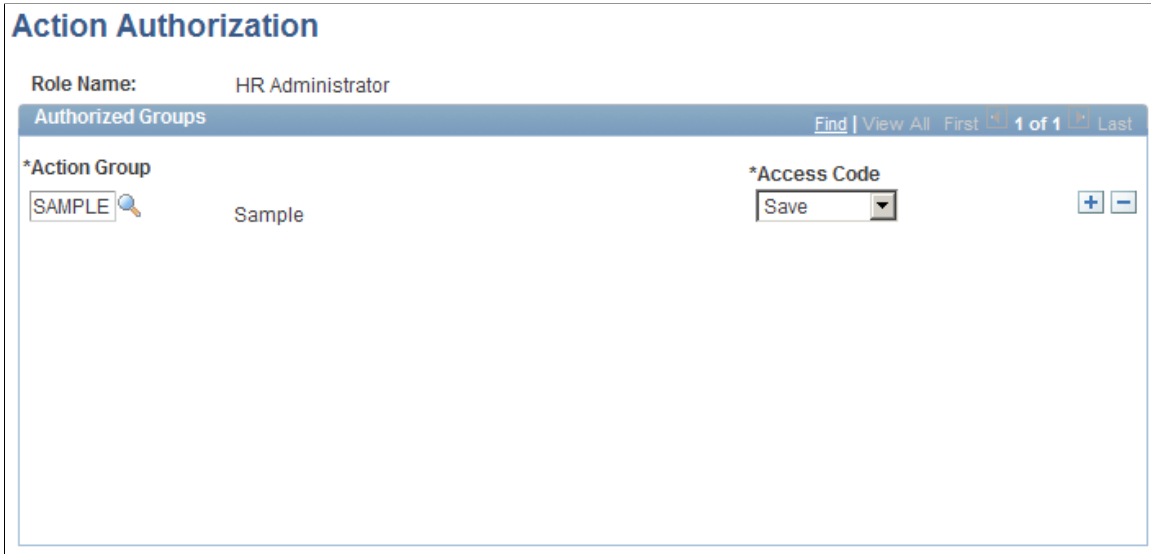 Action Authorization
Role Name: HR Administrator
Authorized Groups Find | View All First 1 of 1 Last
*Action Group *Access Code
SAMPLE Sample Save